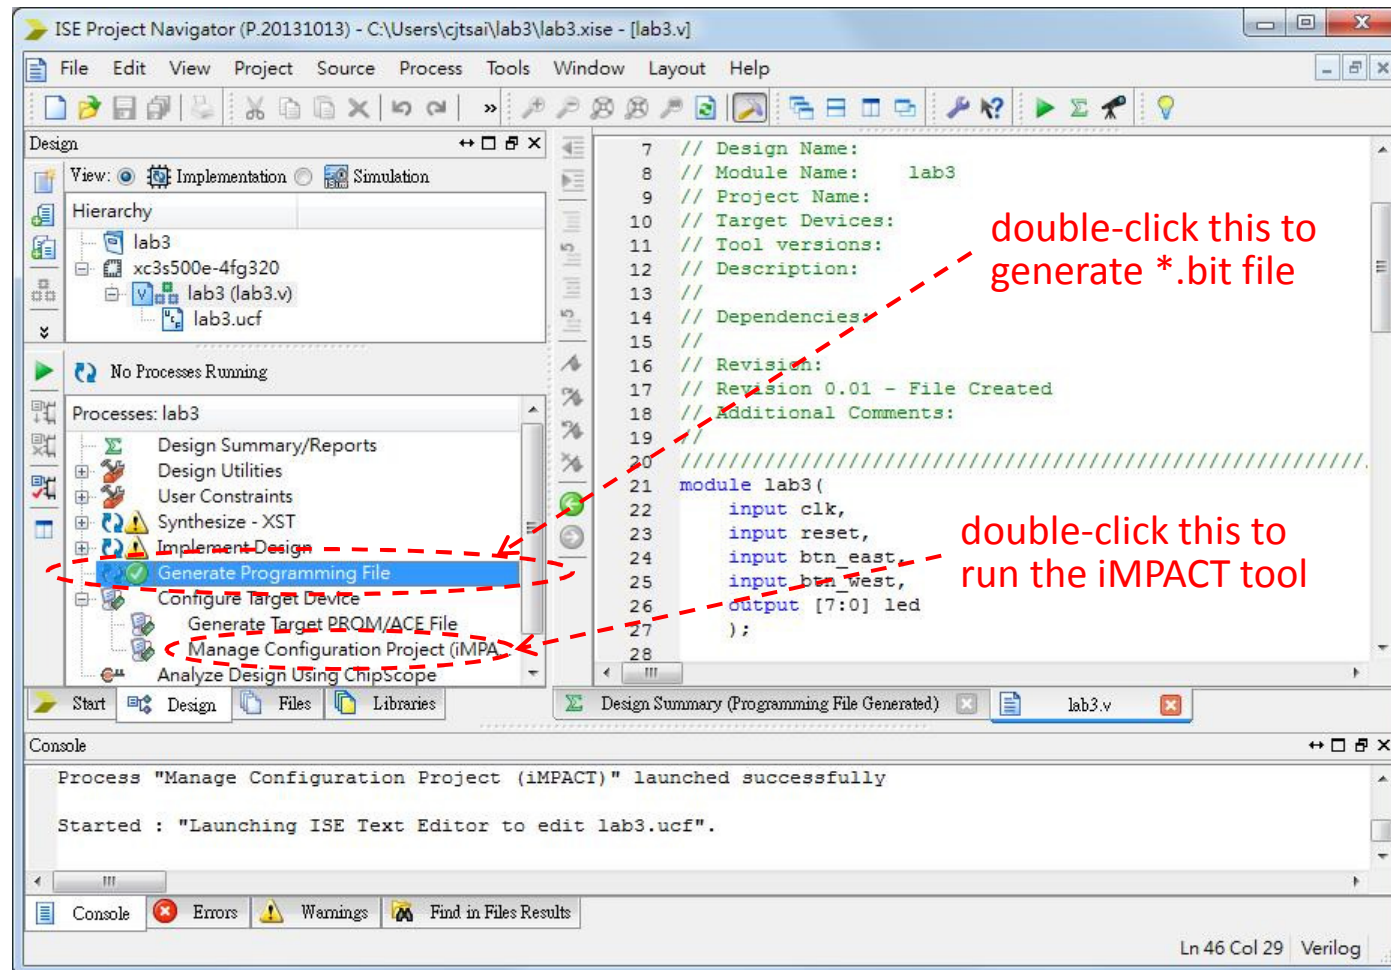 ISE Project Navigator (P.20131013) - C:\Users\cjtsai\lab3\lab3.xise - [lab3.v]
File Edit View Project Source Process Tools Window Layout Help
Design
View: Implementation Simulation
Hierarchy
lab3
xc3s500e-4fg320
lab3 (lab3.v)
lab3.ucf
No Processes Running
Processes: lab3
Design Summary/Reports
Design Utilities
User Constraints
Synthesize - XST
Implement Design
Generate Programming File
Configure Target Device
Generate Target PROM/ACE File
Manage Configuration Project (iMPA...
Analyze Design Using ChipScope
Start Design Files Libraries
7 // Design Name:
8 // Module Name: lab3
9 // Project Name:
10 // Target Devices:
11 // Tool versions:
12 // Description:
13 //
14 // Dependencies:
15 //
16 // Revision:
17 // Revision 0.01 - File Created
18 // Additional Comments:
19 //
20 //////////////////////////////////////////////////////////
21 module lab3(
22 input clk,
23 input reset,
24 input btn_east,
25 input btn_west,
26 output [7:0] led
27 );
28
double-click this to
generate *.bit file
double-click this to
run the iMPACT tool
Design Summary (Programming File Generated) lab3.v
Console
Process "Manage Configuration Project (iMPACT)" launched successfully
Started : "Launching ISE Text Editor to edit lab3.ucf".
Console Errors Warnings Find in Files Results
Ln 46 Col 29 Verilog